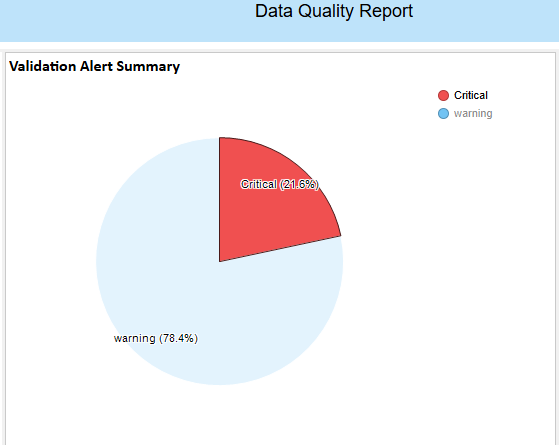 Data Quality Report
Validation Alert Summary
Critical
warning
Critical (21.6%)
warning (78.4%)